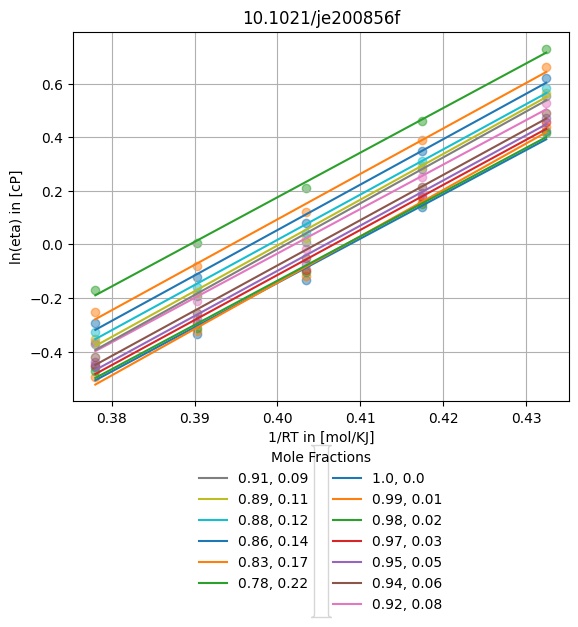 10.1021/je200856f
ln(eta) in [cP]
0.6
0.4
0.2
0.0
−0.2
−0.4
0.38 0.39 0.40 0.41 0.42 0.43
1/RT in [mol/KJ]
Mole Fractions
0.91, 0.09 1.0, 0.0
0.89, 0.11 0.99, 0.01
0.88, 0.12 0.98, 0.02
0.86, 0.14 0.97, 0.03
0.83, 0.17 0.95, 0.05
0.78, 0.22 0.94, 0.06
0.92, 0.08